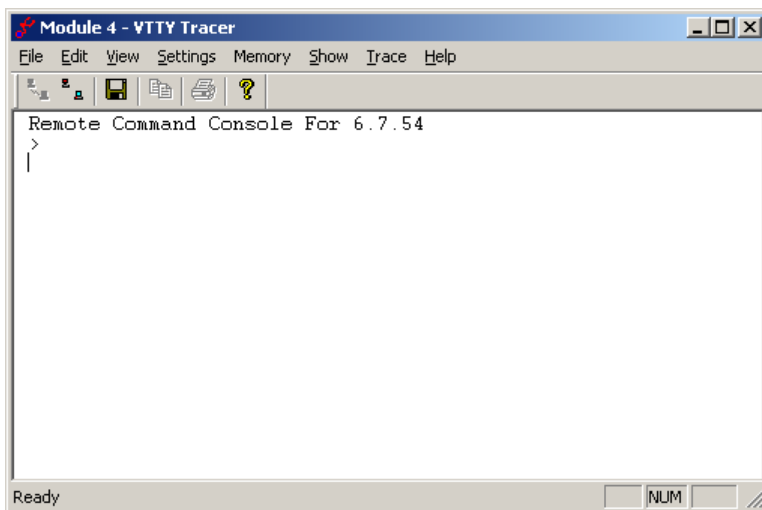 Module 4 - VTTY Tracer
File Edit View Settings Memory Show Trace Help
Remote Command Console For 6.7.54
>
Ready NUM